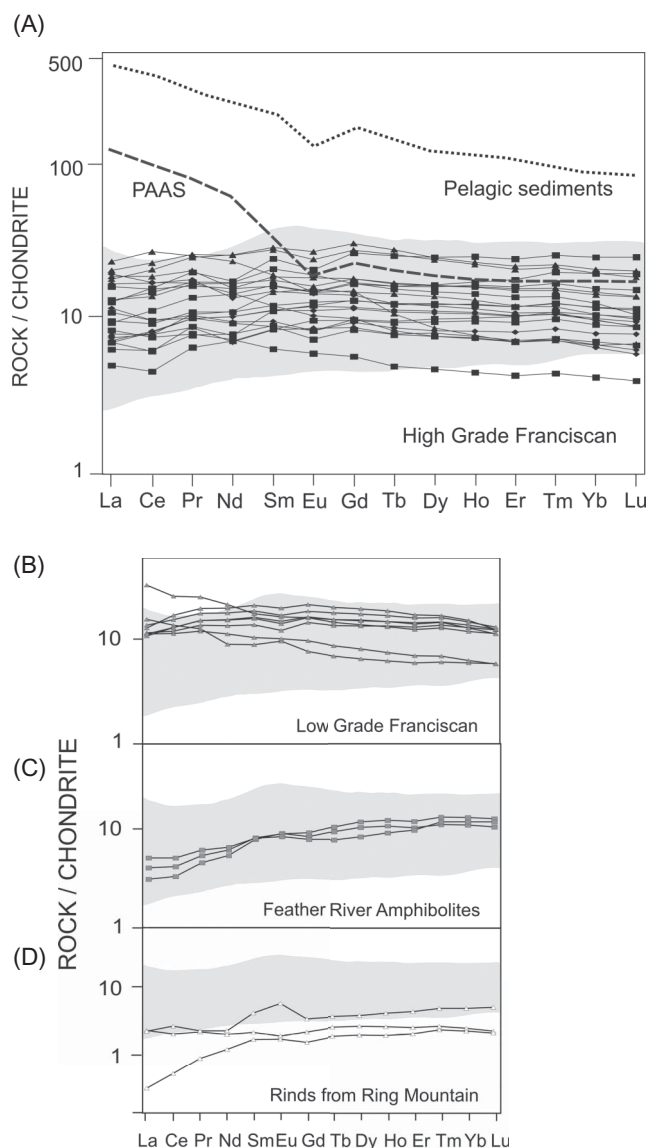 (A)
500
100
10
1
ROCK / CHONDRITE
PAAS
Pelagic sediments
High Grade Franciscan
La Ce Pr Nd Sm Eu Gd Tb Dy Ho Er Tm Yb Lu
(B)
10
1
Low Grade Franciscan
(C)
10
1
Feather River Amphibolites
ROCK / CHONDRITE
(D)
10
1
Rinds from Ring Mountain
La Ce Pr Nd Sm Eu Gd Tb Dy Ho Er Tm Yb Lu